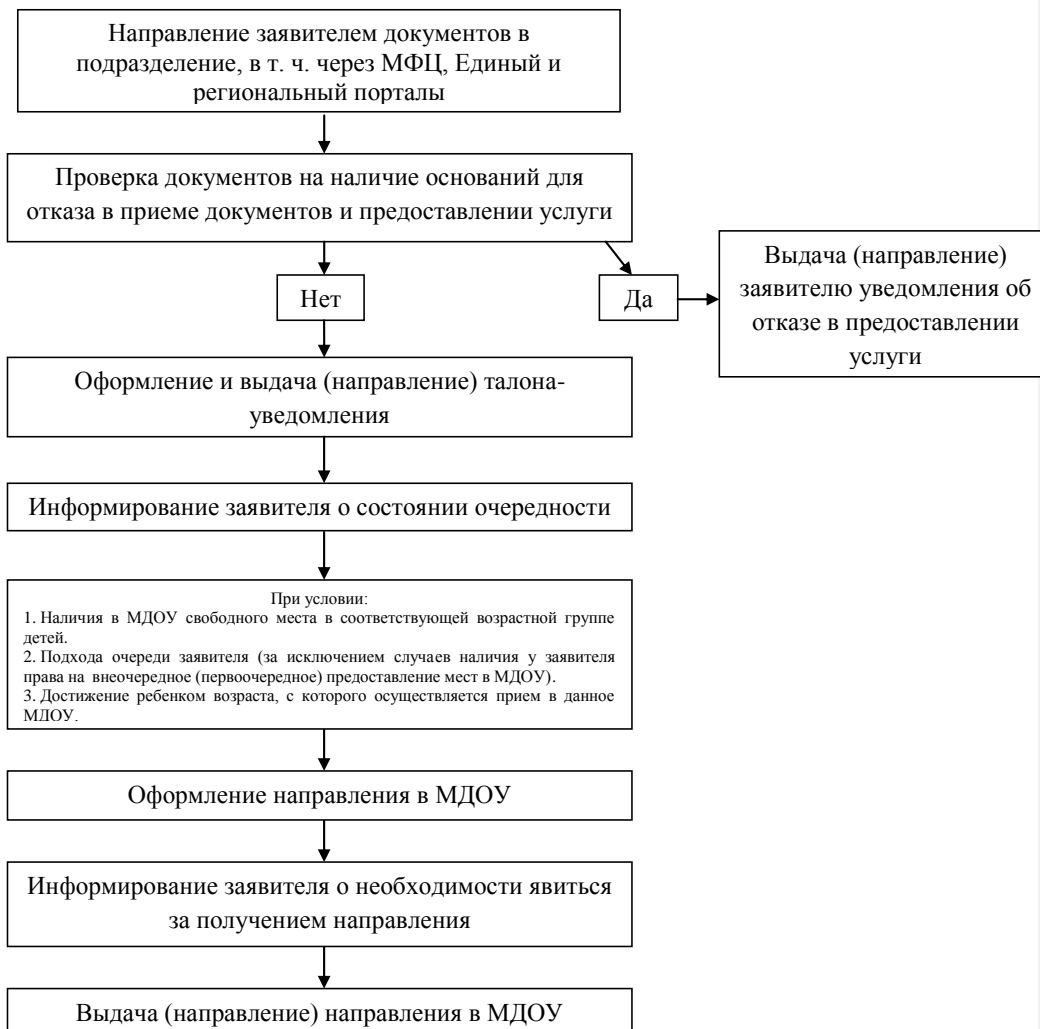 Направление заявителем документов в
подразделение, в т. ч. через МФЦ, Единый и
региональный порталы
Проверка документов на наличие оснований для
отказа в приеме документов и предоставлении услуги
Нет
Да
Выдача (направление)
заявителю уведомления об
отказе в предоставлении
услуги
Оформление и выдача (направление) талона-
уведомления
Информирование заявителя о состоянии очередности
При условии:
1. Наличия в МДОУ свободного места в соответствующей возрастной группе
детей.
2. Подхода очереди заявителя (за исключением случаев наличия у заявителя
права на внеочередное (первоочередное) предоставление мест в МДОУ).
3. Достижение ребенком возраста, с которого осуществляется прием в данное
МДОУ.
Оформление направления в МДОУ
Информирование заявителя о необходимости явиться
за получением направления
Выдача (направление) направления в МДОУ